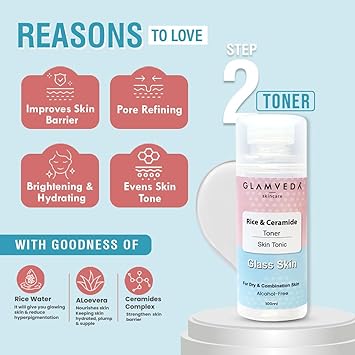 REASONS TO LOVE
Improves Skin
Barrier
Pore Refining
Brightening &
Hydrating
Evens Skin
Tone
WITH GOODNESS OF
Rice Water
It will give you glowing
skin & reduce
hyperpigmentation
ALoevera
Nourishes skin
Keeping skin
hydrated, plump
& supple
Ceramides
Complex
Strengthen skin
barrier
STEP
2 TONER
GLAMVEDA
skincare
Rice & Ceramide
Toner
Skin Tonic
Glass Skin
For Dry & Combination Skin
Alcohol-Free
100ml